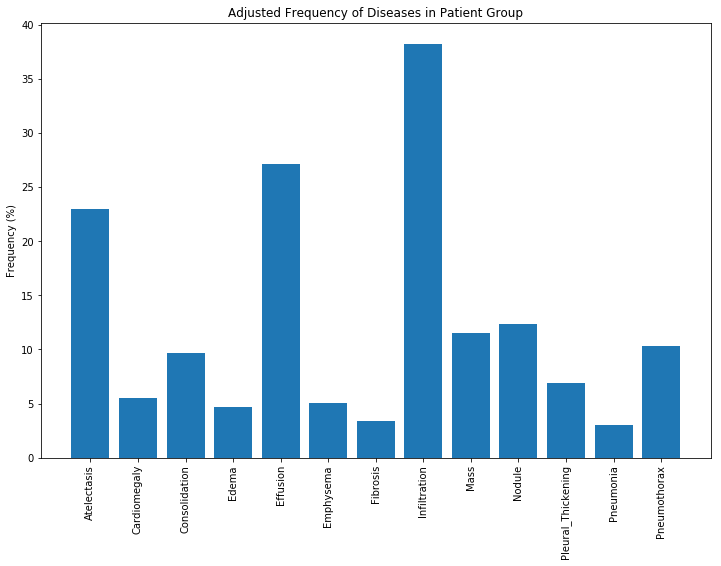 Adjusted Frequency of Diseases in Patient Group
Frequency (%)
40
35
30
25
20
15
10
5
0
Atelectasis
Cardiomegaly
Consolidation
Edema
Effusion
Emphysema
Fibrosis
Infiltration
Mass
Nodule
Pleural_Thickening
Pneumonia
Pneumothorax